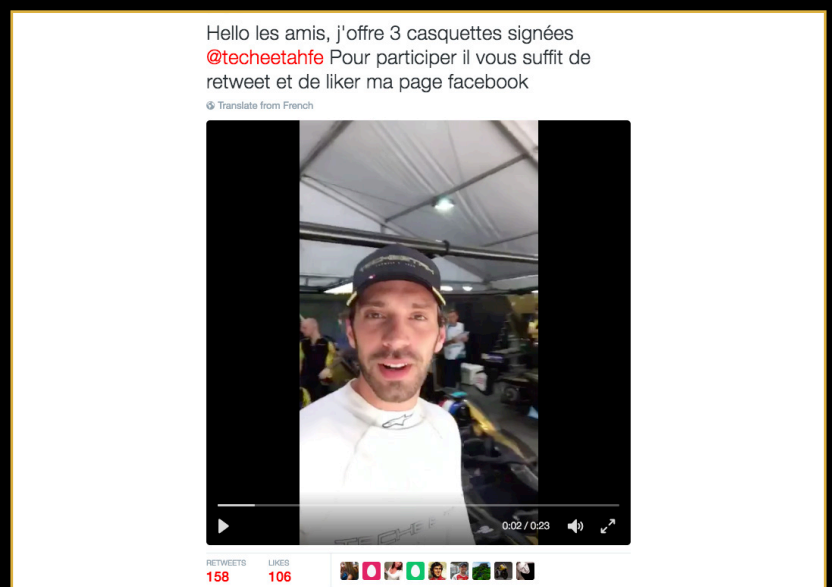 Hello les amis, j'offre 3 casquettes signées
@techeetahfe Pour participer il vous suffit de
retweet et de liker ma page facebook
Translate from French
TECHEETAH
0:02 / 0:23
RETWEETS LIKES
158 106